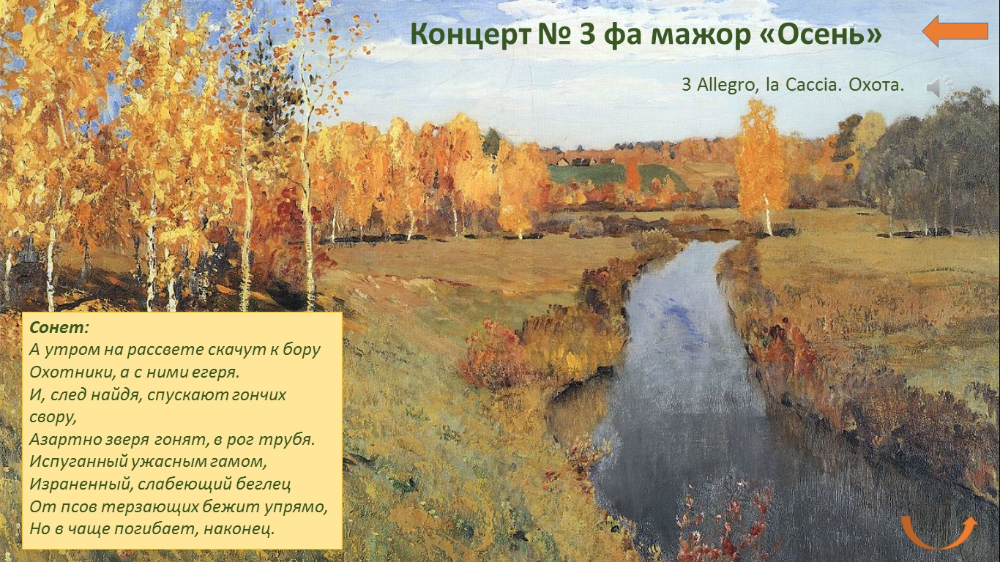 Концерт № 3 фа мажор «Осень»
3 Allegro, la Caccia. Охота.
Сонет:
А утром на рассвете скачут к бору
Охотники, а с ними егеря.
И, след найдя, спускают гончих
свору,
Азартно зверя гонят, в рог трубя.
Испуганный ужасным гамом,
Израненный, слабеющий беглец
От псов терзающих бежит упрямо,
Но в чаще погибает, наконец.